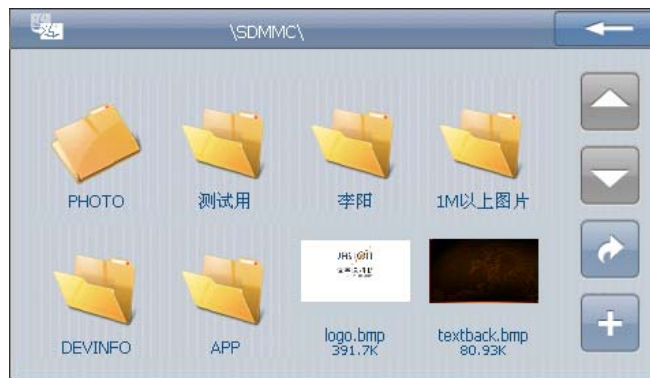 \SDMMC\
PHOTO
测试用
李阳
1M以上图片
DEVINFO
APP
logo.bmp
391.7K
textback.bmp
80.93K